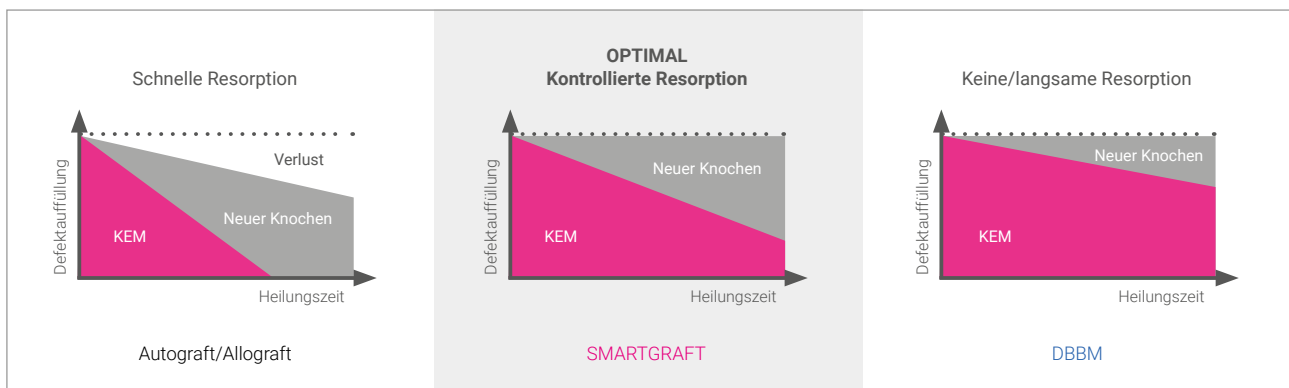 Schnelle Resorption
Defektauffüllung
Verlust
Neuer Knochen
KEM
Heilungszeit
Autograft/Allograft
OPTIMAL
Kontrollierte Resorption
Defektauffüllung
Neuer Knochen
KEM
Heilungszeit
SMARTGRAFT
Keine/langsame Resorption
Defektauffüllung
Neuer Knochen
KEM
Heilungszeit
DBBM